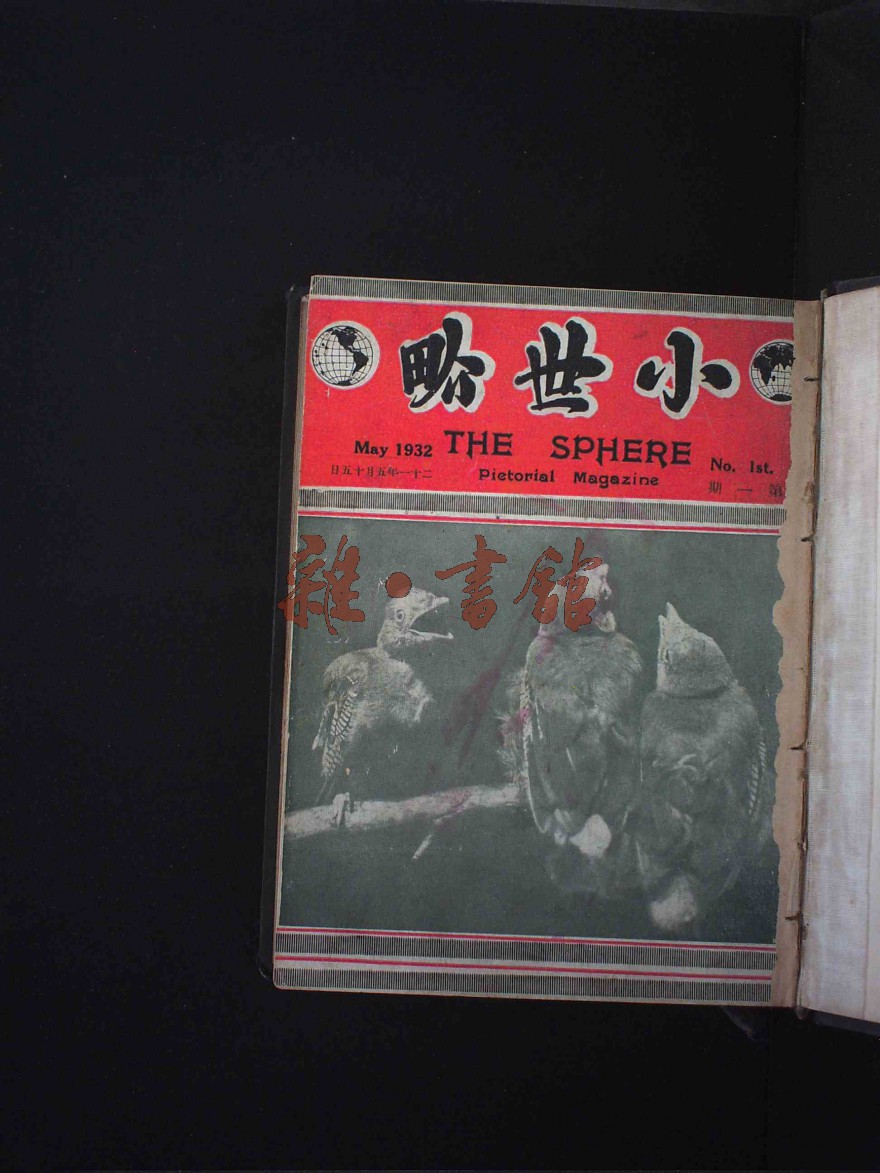 小世畍
May 1932 THE SPHERE No. 1st.
二十一年五月十五日 Pictorial Magazine 第一期
雜·書館